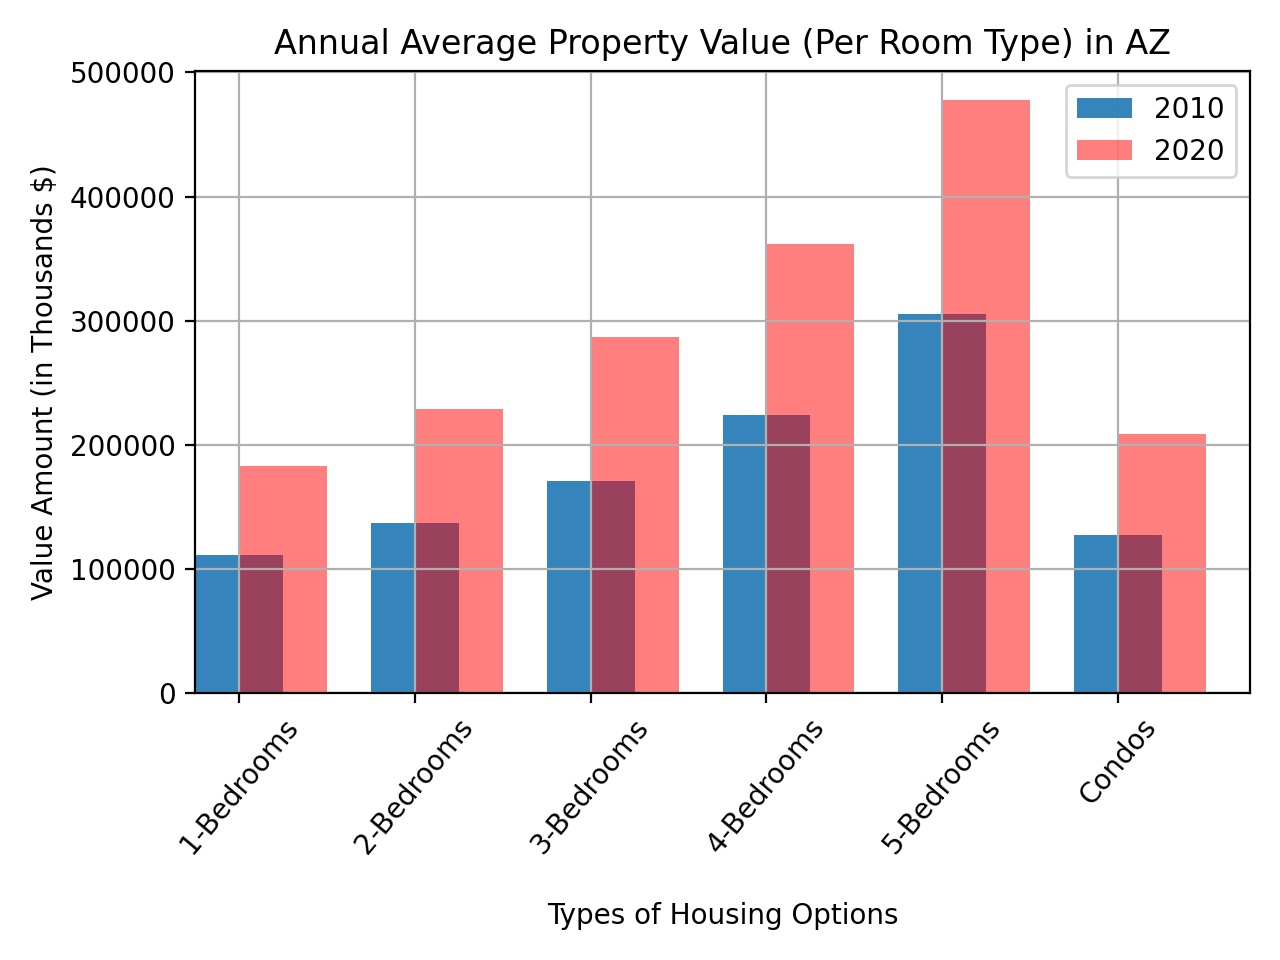 Annual Average Property Value (Per Room Type) in AZ
500000
400000
300000
200000
100000
0
Value Amount (in Thousands $)
2010
2020
1-Bedrooms
2-Bedrooms
3-Bedrooms
4-Bedrooms
5-Bedrooms
Condos
Types of Housing Options